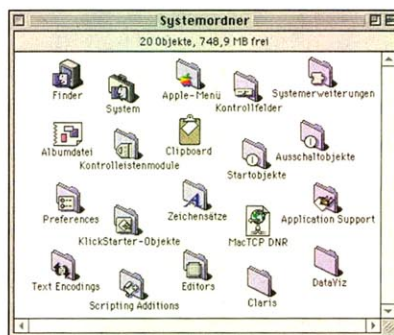 Systemordner
20 Objekte, 748,9 MB frei
Finder
System
Apple-Menü
Kontrollfelder
Systemerweiterungen
Albumdatei
Kontrolleistenmodule
Clipboard
Startobjekte
Ausschaltobjekte
Preferences
KlickStarter-Objekte
Zeichensätze
MacTCP DNR
Application Support
Text Encodings
Scripting Additions
Editors
Claris
DataViz